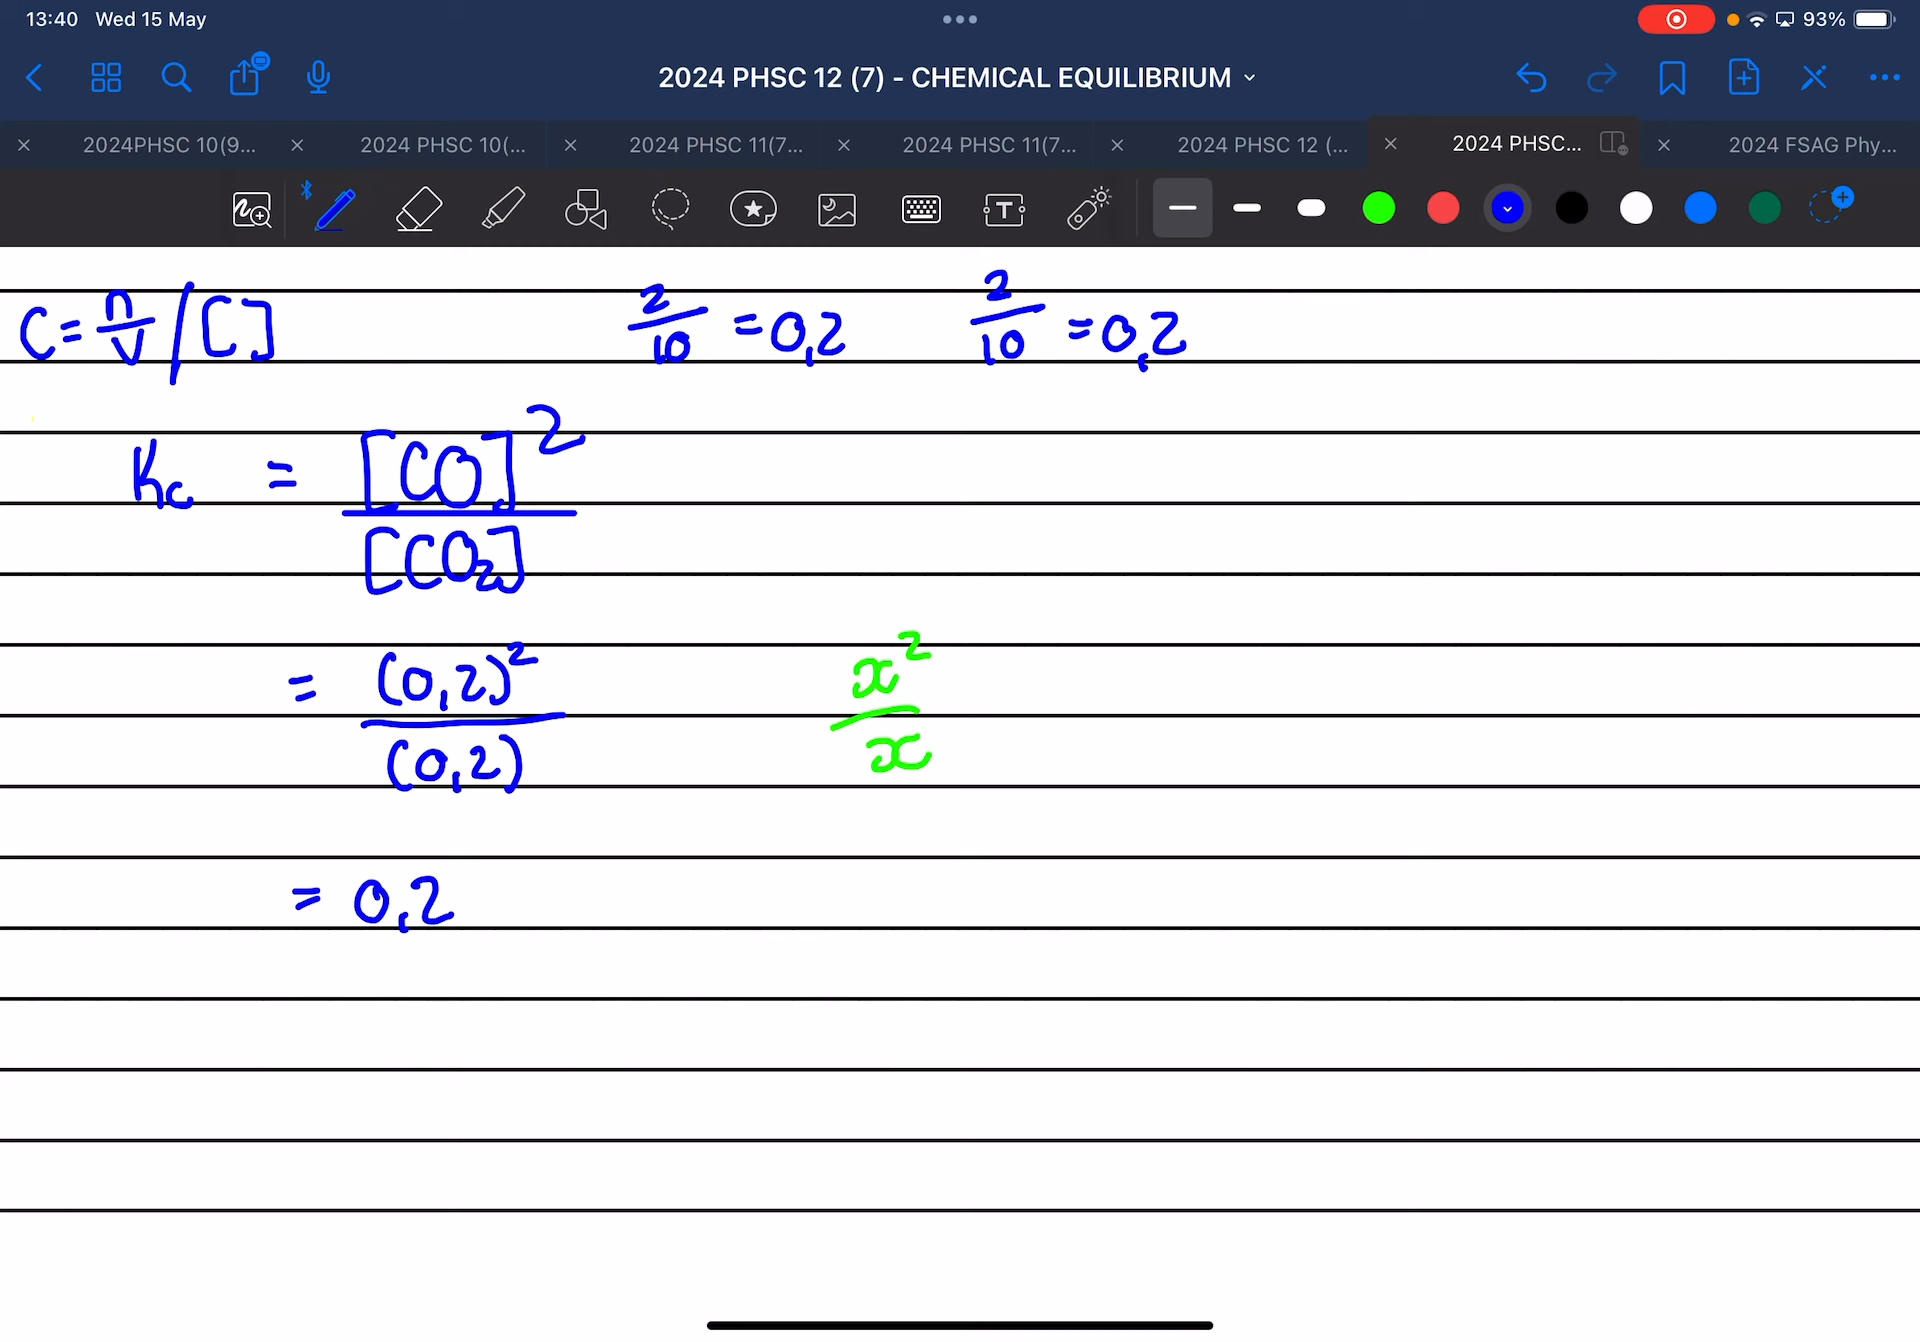 13:40 Wed 15 May 93%
2024 PHSC 12 (7) - CHEMICAL EQUILIBRIUM
2024PHSC 10(9... 2024 PHSC 10(... 2024 PHSC 11(7... 2024 PHSC 11(7... 2024 PHSC 12 (... 2024 PHSC... 2024 FSAG Phy...
C = n/V / [ ] 2/10 = 0,2 2/10 = 0,2
Kc = [CO]²
[CO₂]
= (0,2)² x²
(0,2) x
= 0,2